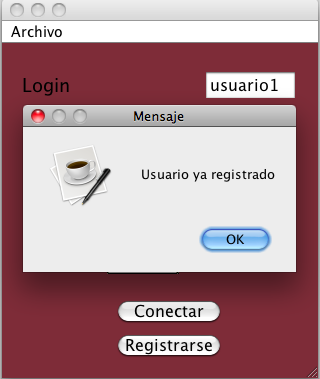 Archivo
Login usuario1
Mensaje
Usuario ya registrado
OK
Conectar
Registrarse